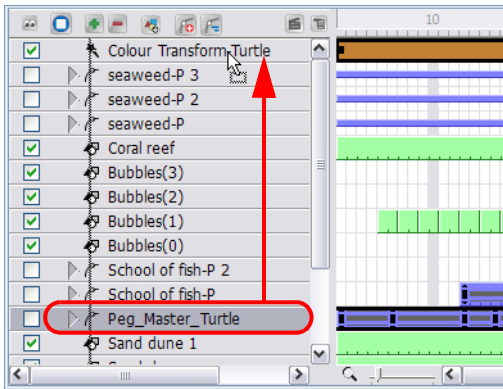 10
Colour Transform-Turtle
seaweed-P 3
seaweed-P 2
seaweed-P
Coral reef
Bubbles(3)
Bubbles(2)
Bubbles(1)
Bubbles(0)
School of fish-P 2
School of fish-P
Peg_Master_Turtle
Sand dune 1